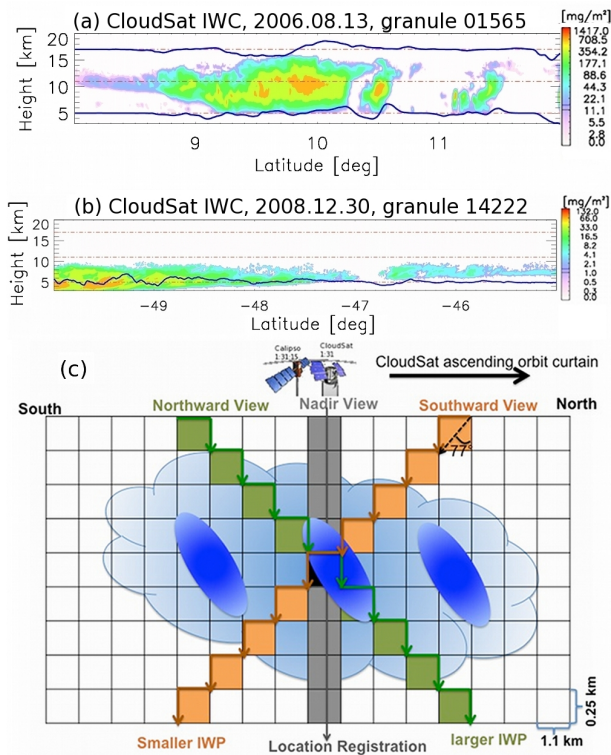 (a) CloudSat IWC, 2006.08.13, granule 01565
[mg/m³]
1417.0
708.5
354.2
177.1
88.6
44.3
22.1
11.1
5.5
2.8
0.0
Height [km]
20
15
10
5
9 10 11
Latitude [deg]
(b) CloudSat IWC, 2008.12.30, granule 14222
[mg/m³]
132.0
66.0
33.0
16.5
8.2
4.1
2.1
1.0
0.5
0.3
0.0
Height [km]
20
15
10
5
−49 −48 −47 −46
Latitude [deg]
(c)
Calipso
1:31:15
CloudSat
1:31
CloudSat ascending orbit curtain
South
Northward View
Nadir View
Southward View
North
77°
0.25 km
1.1 km
Smaller IWP
Location Registration
larger IWP